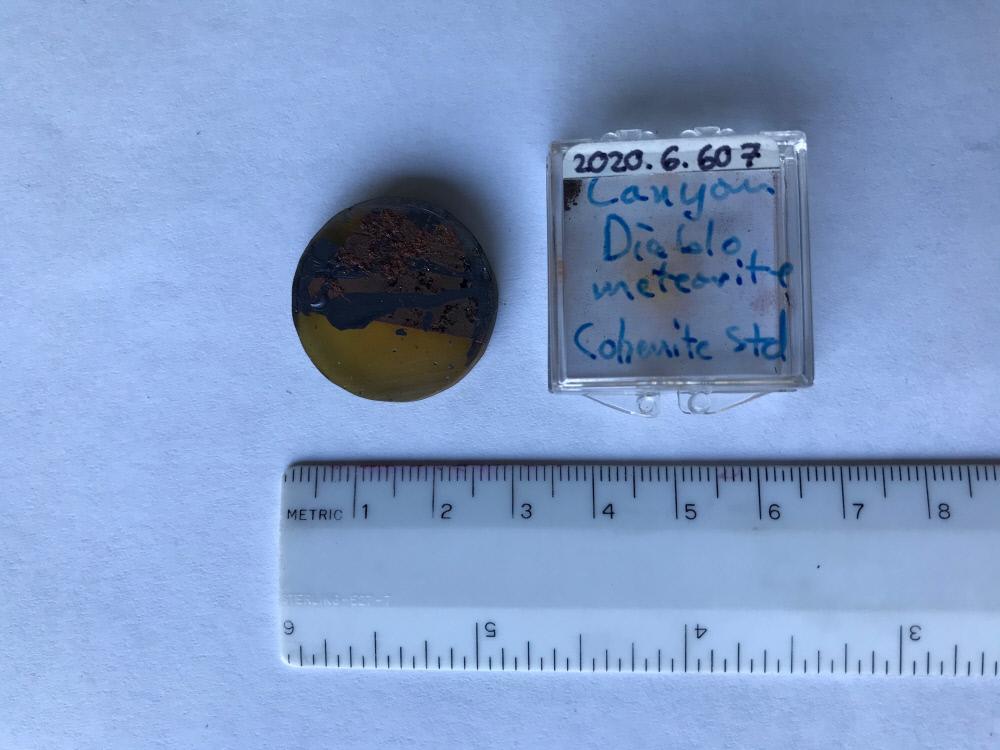 2020.6.607
Canyon
Diablo
meteorite
Cohenite Std
METRIC 1 2 3 4 5 6 7 8
6 5 4 3